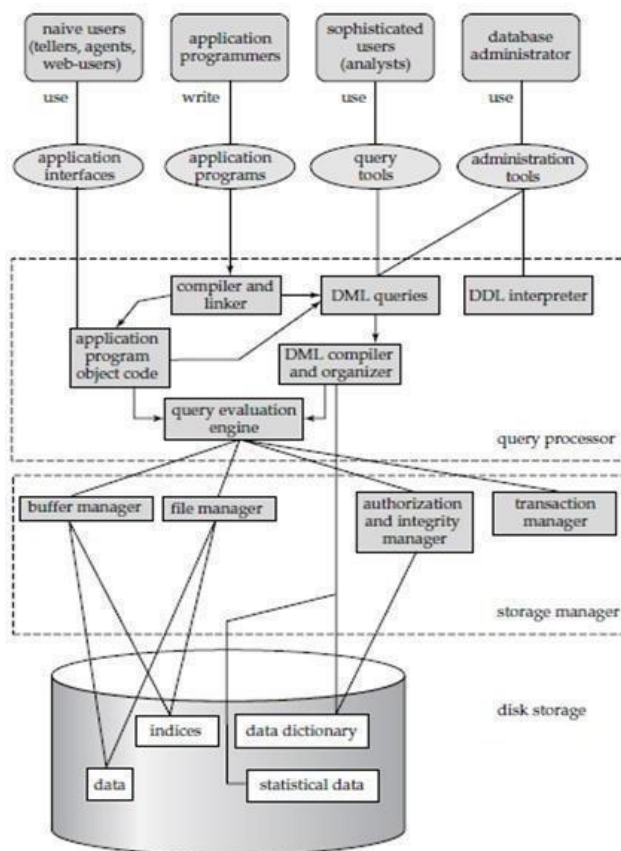 naive users
(tellers, agents,
web-users)
application
programmers
sophisticated
users
(analysts)
database
administrator
use
write
use
use
application
interfaces
application
programs
query
tools
administration
tools
compiler and
linker
DML queries
DDL interpreter
application
program
object code
DML compiler
and organizer
query evaluation
engine
query processor
buffer manager
file manager
authorization
and integrity
manager
transaction
manager
storage manager
disk storage
indices
data dictionary
data
statistical data